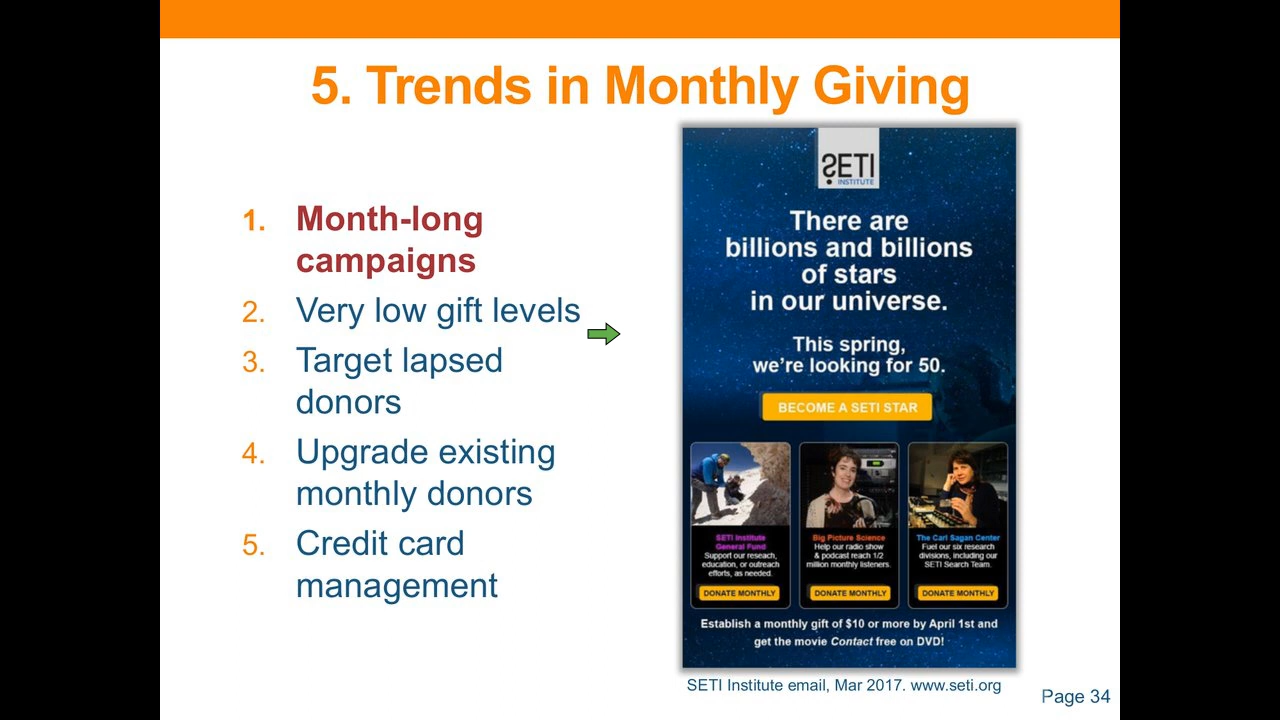 5. Trends in Monthly Giving
1. Month-long
campaigns
2. Very low gift levels
3. Target lapsed
donors
4. Upgrade existing
monthly donors
5. Credit card
management
SETI
INSTITUTE
There are
billions and billions
of stars
in our universe.
This spring,
we're looking for 50.
BECOME A SETI STAR
SETI Institute
General Fund
Support our reseach,
education, or outreach
efforts, as needed.
DONATE MONTHLY
Big Picture Science
Help our radio show
& podcast reach 1/2
million monthly listeners.
DONATE MONTHLY
The Carl Sagan Center
Fuel our six research
divisions, including our
SETI Search Team.
DONATE MONTHLY
Establish a monthly gift of $10 or more by April 1st and
get the movie Contact free on DVD!
SETI Institute email, Mar 2017. www.seti.org
Page 34